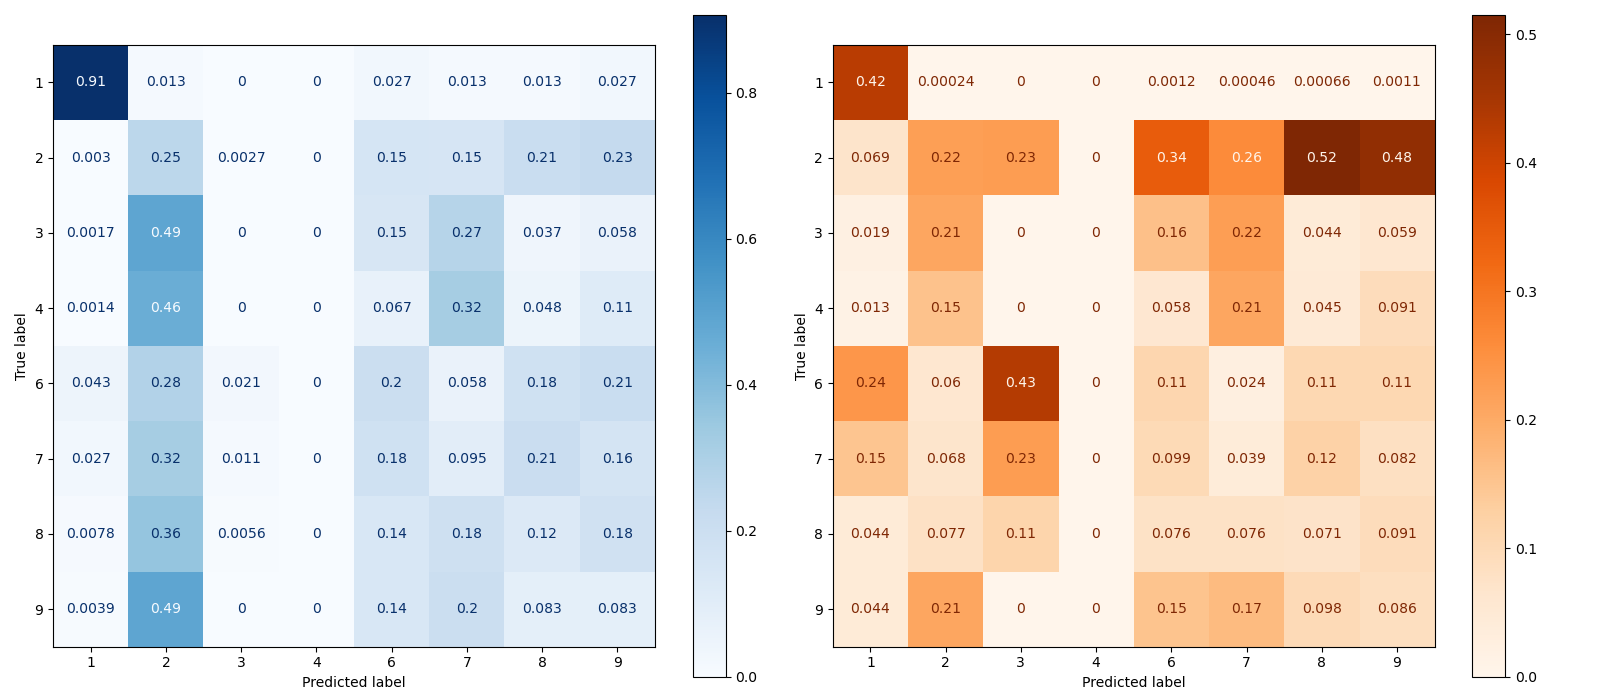 1 0.91 0.013 0 0 0.027 0.013 0.013 0.027
2 0.003 0.25 0.0027 0 0.15 0.15 0.21 0.23
3 0.0017 0.49 0 0 0.15 0.27 0.037 0.058
4 0.0014 0.46 0 0 0.067 0.32 0.048 0.11
6 0.043 0.28 0.021 0 0.2 0.058 0.18 0.21
7 0.027 0.32 0.011 0 0.18 0.095 0.21 0.16
8 0.0078 0.36 0.0056 0 0.14 0.18 0.12 0.18
9 0.0039 0.49 0 0 0.14 0.2 0.083 0.083
1 2 3 4 6 7 8 9
True label
Predicted label
0.8
0.6
0.4
0.2
0.0
1 0.42 0.00024 0 0 0.0012 0.00046 0.00066 0.0011
2 0.069 0.22 0.23 0 0.34 0.26 0.52 0.48
3 0.019 0.21 0 0 0.16 0.22 0.044 0.059
4 0.013 0.15 0 0 0.058 0.21 0.045 0.091
6 0.24 0.06 0.43 0 0.11 0.024 0.11 0.11
7 0.15 0.068 0.23 0 0.099 0.039 0.12 0.082
8 0.044 0.077 0.11 0 0.076 0.076 0.071 0.091
9 0.044 0.21 0 0 0.15 0.17 0.098 0.086
1 2 3 4 6 7 8 9
True label
Predicted label
0.5
0.4
0.3
0.2
0.1
0.0